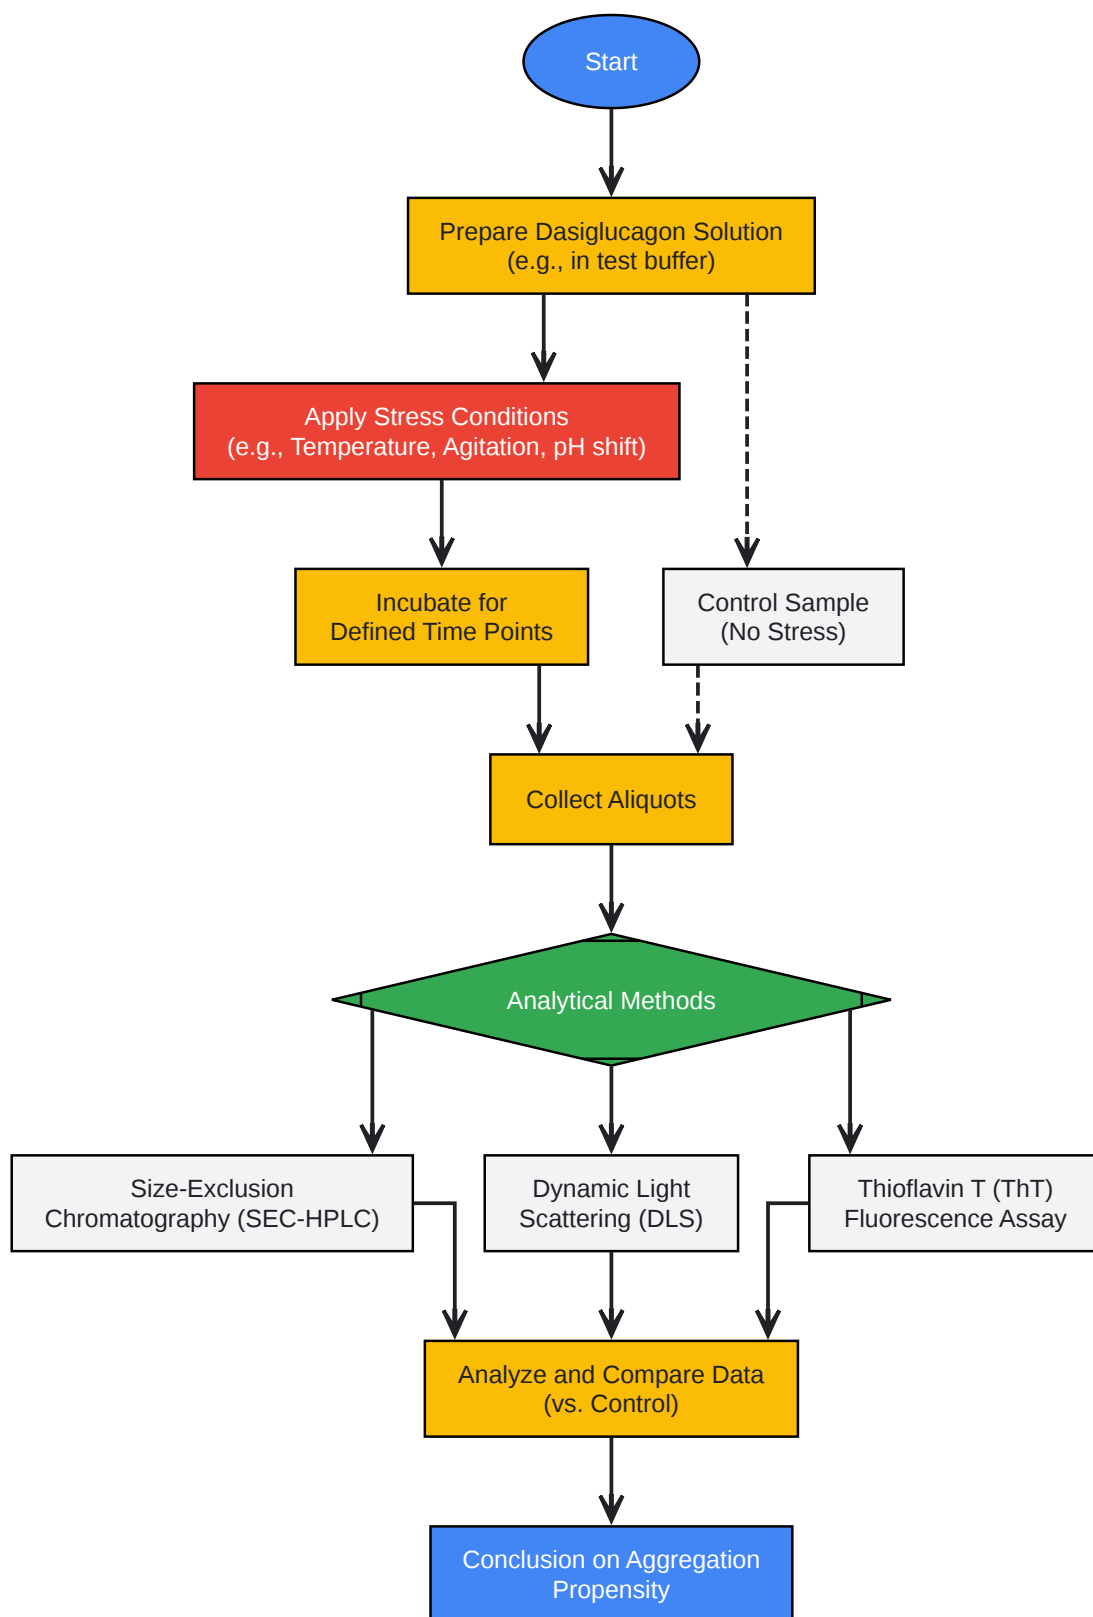 Start
Prepare Dasiglucagon Solution
(e.g., in test buffer)
Apply Stress Conditions
(e.g., Temperature, Agitation, pH shift)
Incubate for
Defined Time Points
Control Sample
(No Stress)
Collect Aliquots
Analytical Methods
Size-Exclusion
Chromatography (SEC-HPLC)
Dynamic Light
Scattering (DLS)
Thioflavin T (ThT)
Fluorescence Assay
Analyze and Compare Data
(vs. Control)
Conclusion on Aggregation
Propensity